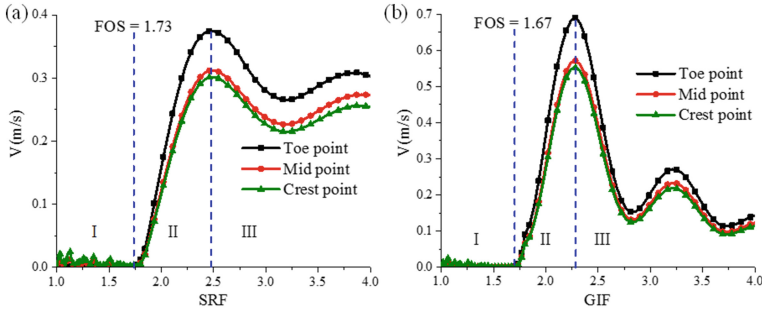 (a)
FOS = 1.73
V(m/s)
0.4
0.3
0.2
0.1
0.0
Toe point
Mid point
Crest point
I
II
III
1.0
1.5
2.0
2.5
3.0
3.5
4.0
SRF
(b)
FOS = 1.67
V(m/s)
0.7
0.6
0.5
0.4
0.3
0.2
0.1
0.0
Toe point
Mid point
Crest point
I
II
III
1.0
1.5
2.0
2.5
3.0
3.5
4.0
GIF